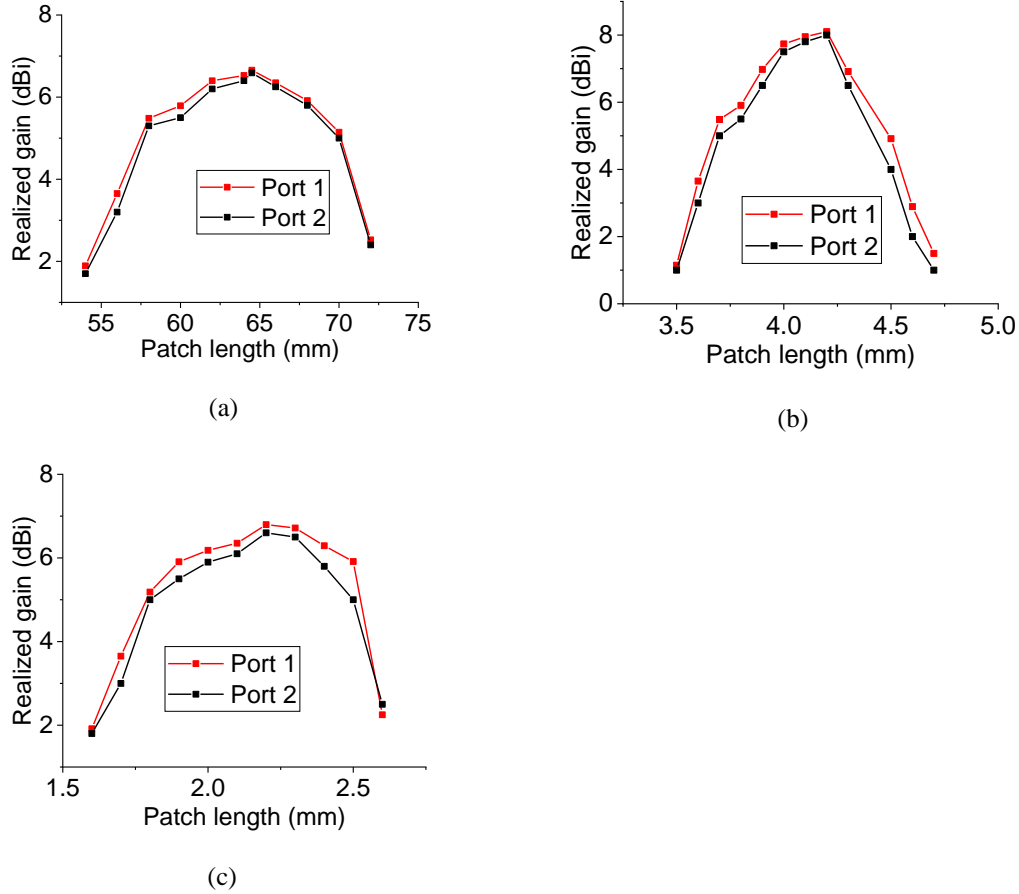 8
6
4
2
Realized gain (dBi)
Port 1
Port 2
55 60 65 70 75
Patch length (mm)
(a)
8
6
4
2
0
Realized gain (dBi)
Port 1
Port 2
3.5 4.0 4.5 5.0
Patch length (mm)
(b)
8
6
4
2
Realized gain (dBi)
Port 1
Port 2
1.5 2.0 2.5
Patch length (mm)
(c)